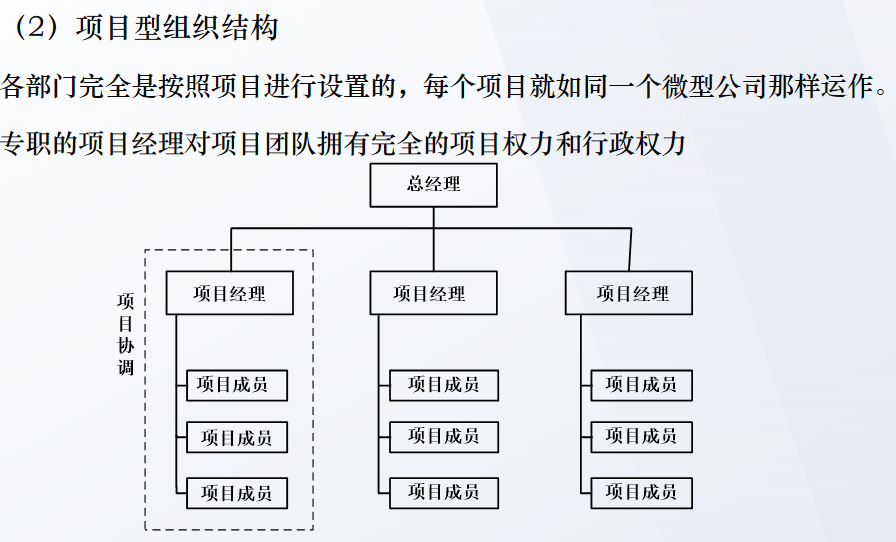 （2）项目型组织结构
各部门完全是按照项目进行设置的，每个项目就如同一个微型公司那样运作。
专职的项目经理对项目团队拥有完全的项目权力和行政权力
总经理
项目经理
项目经理
项目经理
项目协调
项目成员
项目成员
项目成员
项目成员
项目成员
项目成员
项目成员
项目成员
项目成员